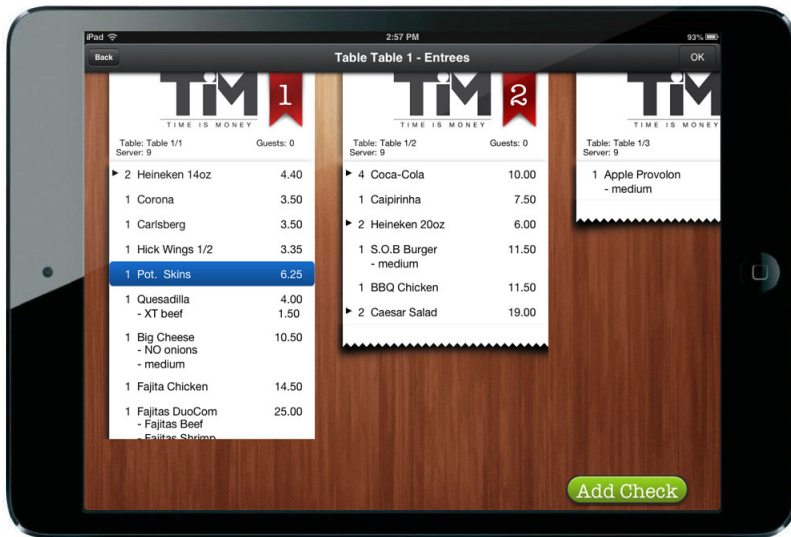 iPad
2:57 PM
93%
Back
Table Table 1 - Entrees
OK
TiM
1
TIME IS MONEY
Table: Table 1/1 Guests: 0
Server: 9
2 Heineken 14oz 4.40
1 Corona 3.50
1 Carlsberg 3.50
1 Hick Wings 1/2 3.35
1 Pot. Skins 6.25
1 Quesadilla 4.00
- XT beef 1.50
1 Big Cheese 10.50
- NO onions
- medium
1 Fajita Chicken 14.50
1 Fajitas DuoCom 25.00
- Fajitas Beef
- Fajitas Shrimp
TiM
2
TIME IS MONEY
Table: Table 1/2 Guests: 0
Server: 9
4 Coca-Cola 10.00
1 Caipirinha 7.50
2 Heineken 20oz 6.00
1 S.O.B Burger 11.50
- medium
1 BBQ Chicken 11.50
2 Caesar Salad 19.00
TiM
TIME IS MONEY
Table: Table 1/3
Server: 9
1 Apple Provolon
- medium
Add Check